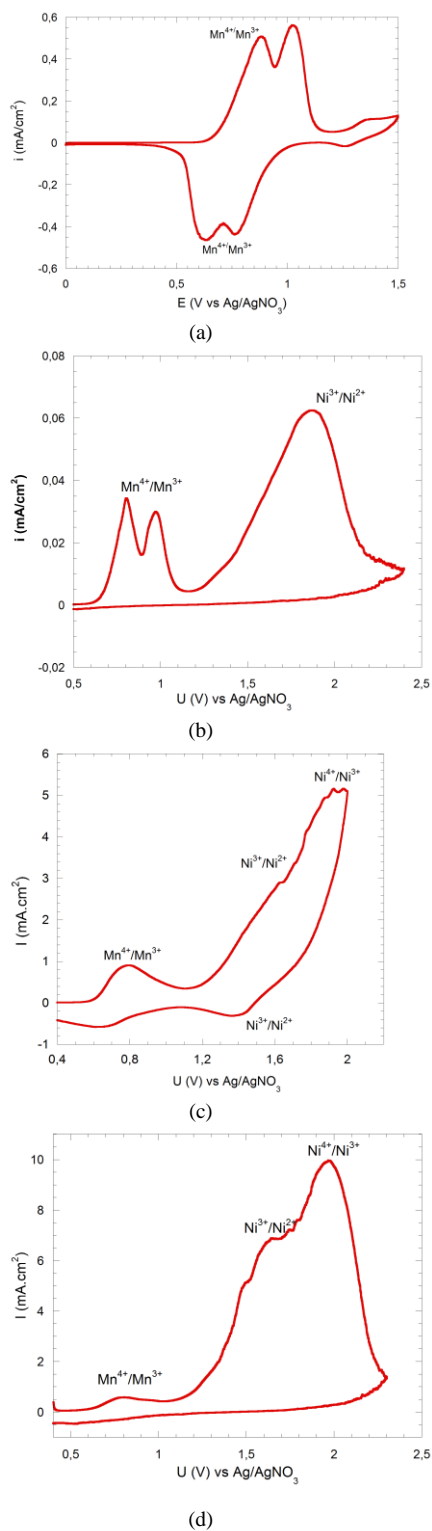 0,6
Mn4+/Mn3+
0,4
0,2
i (mA/cm2)
0
-0.2
-0.4
Mn4+/Mn3+
-0,6
0
0,5
1
1,5
E (V vs Ag/AgNO3)
(a)
0,08
Ni3+/Ni2+
0,06
Mn4+/Mn3+
0,04
i (mA/cm2)
0,02
0
-0,02
0,5
1
1,5
2
2,5
U (V) vs Ag/AgNO3
(b)
6
Ni4+/Ni3+
5
4
Ni3+/Ni2+
3
I (mA.cm2)
2
Mn4+/Mn3+
1
0
Ni3+/Ni2+
-1
0,4
0,8
1,2
1,6
2
U (V) vs Ag/AgNO3
(c)
Ni4+/Ni3+
10
8
Ni3+/Ni2+
6
I (mA.cm2)
4
2
Mn4+/Mn3+
0
0,5
1
1,5
2
2,5
U (V) vs Ag/AgNO3
(d)